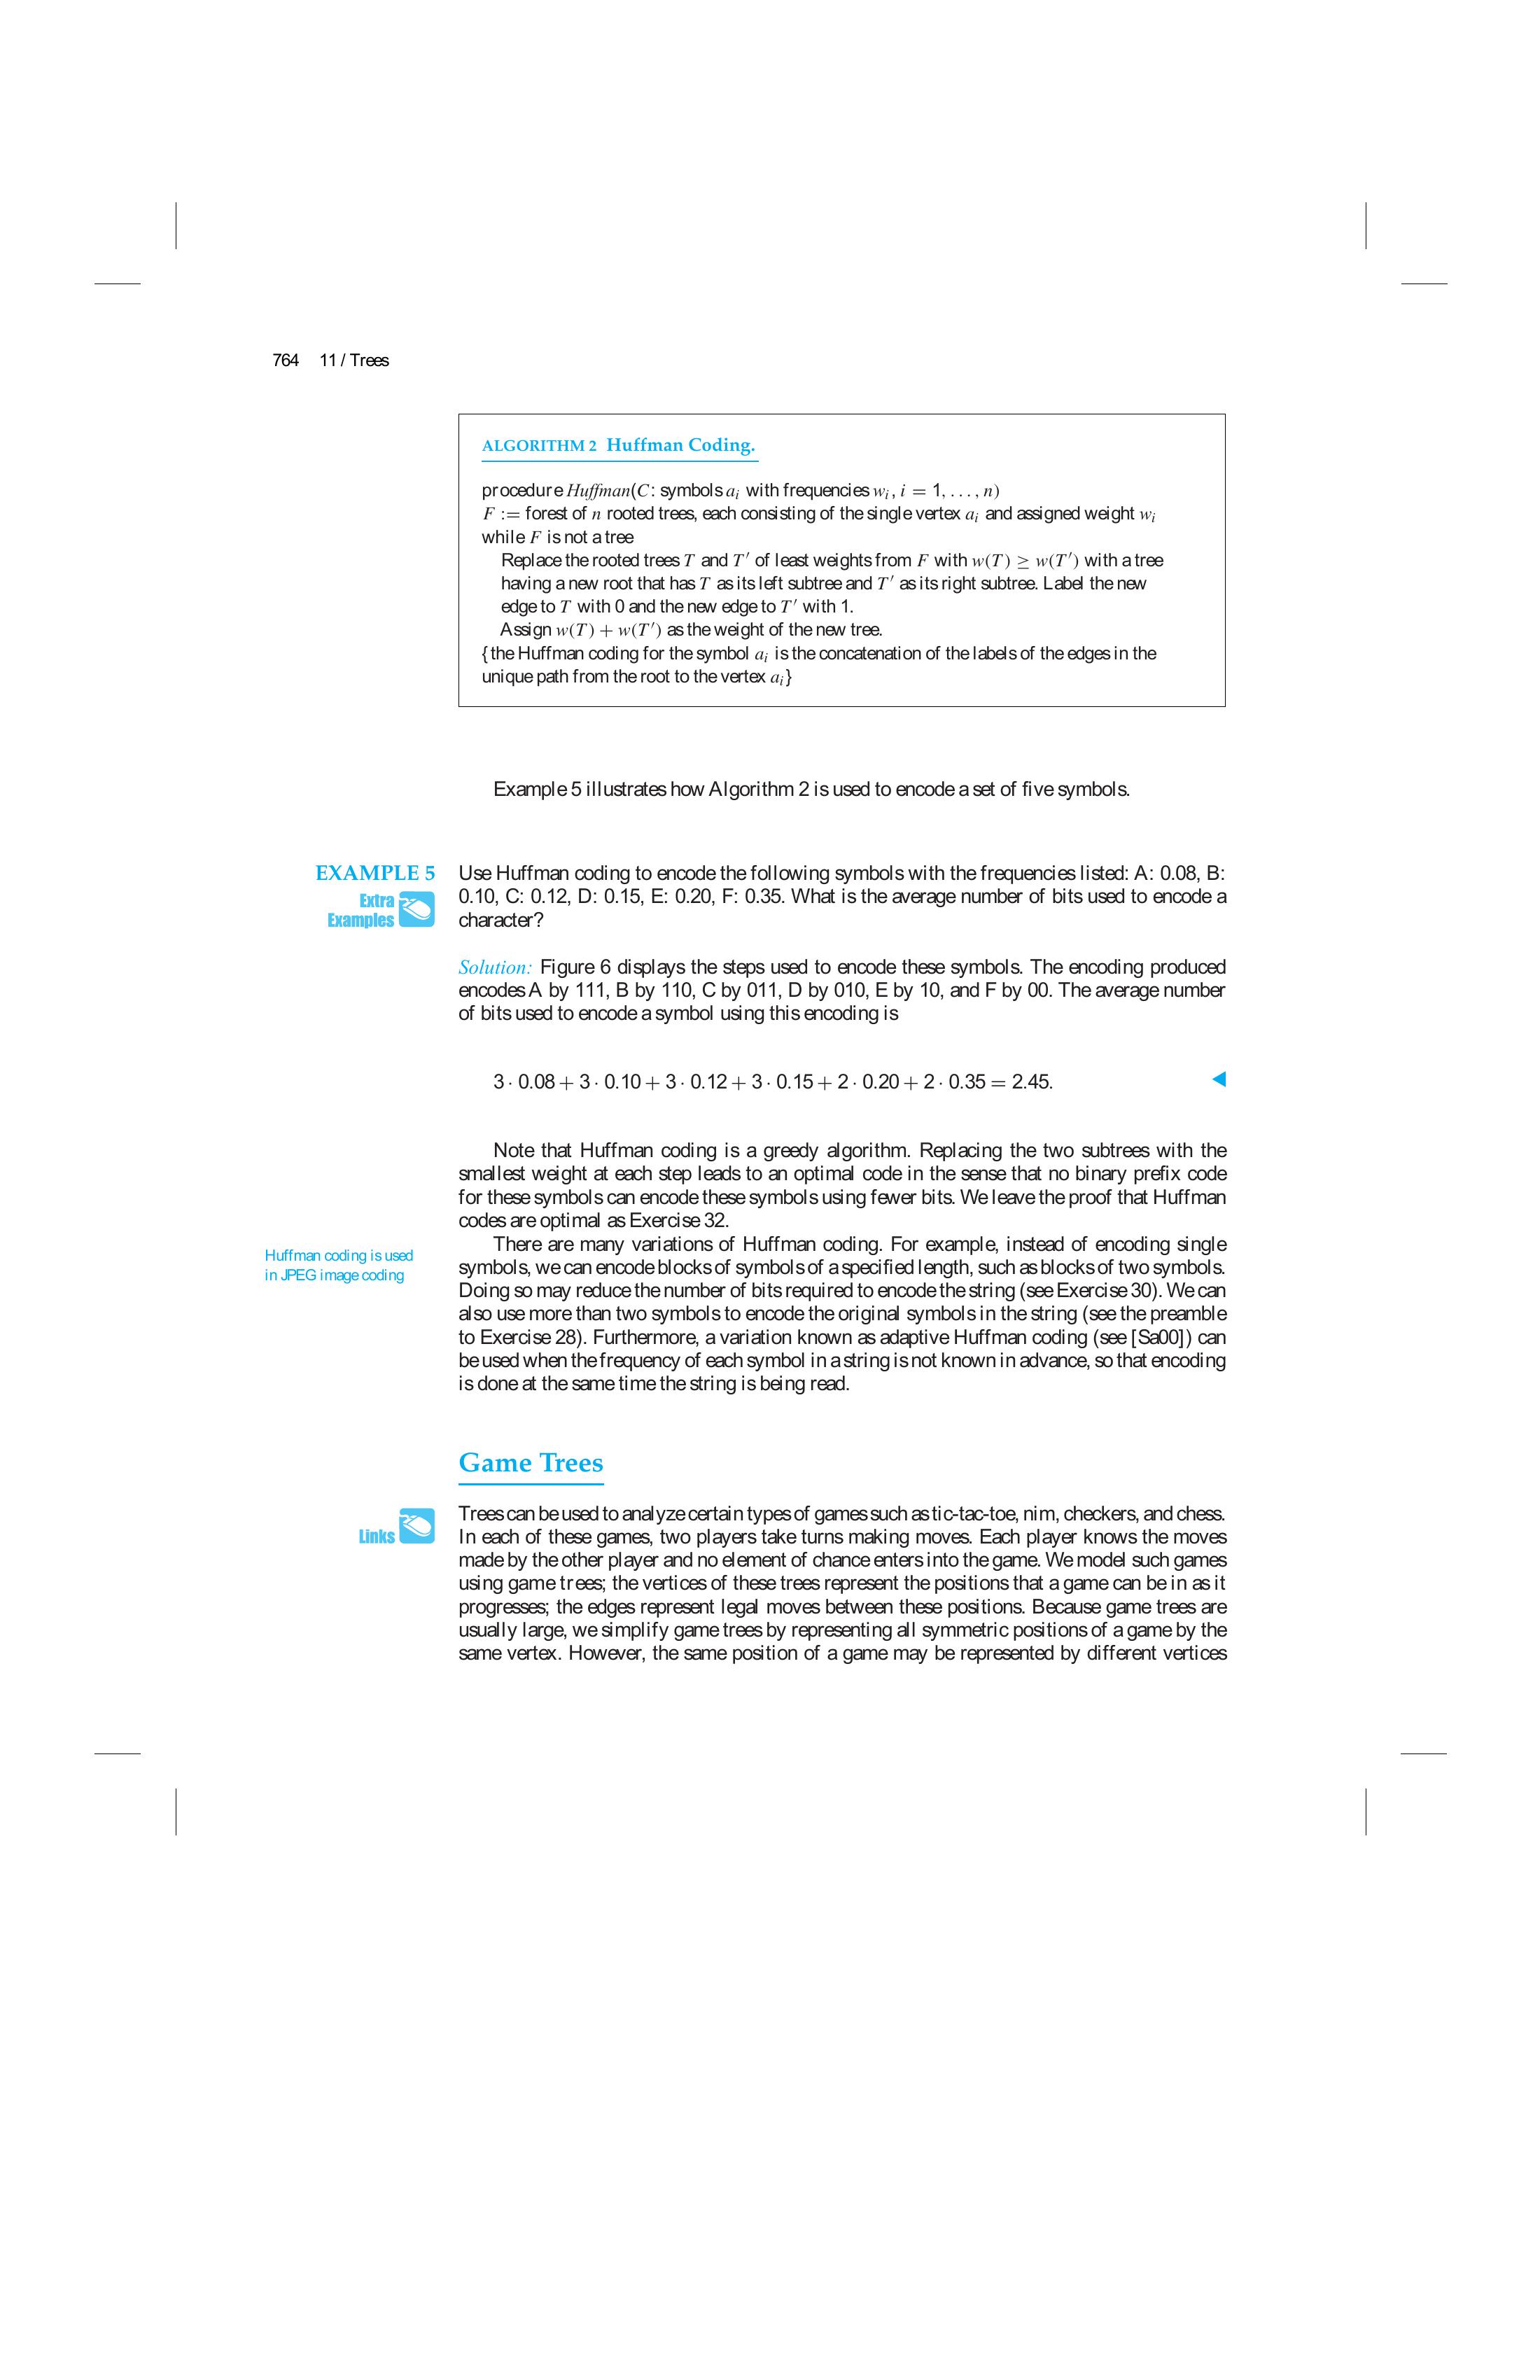 764 11 / Trees
ALGORITHM 2 Huffman Coding.
procedure Huffman(C: symbols aᵢ with frequencies wᵢ, i = 1, . . . , n)
F := forest of n rooted trees, each consisting of the single vertex aᵢ and assigned weight wᵢ
while F is not a tree
Replace the rooted trees T and T′ of least weights from F with w(T) ≥ w(T′) with a tree
having a new root that has T as its left subtree and T′ as its right subtree. Label the new
edge to T with 0 and the new edge to T′ with 1.
Assign w(T) + w(T′) as the weight of the new tree.
{the Huffman coding for the symbol aᵢ is the concatenation of the labels of the edges in the
unique path from the root to the vertex aᵢ}
Example 5 illustrates how Algorithm 2 is used to encode a set of five symbols.
EXAMPLE 5 Use Huffman coding to encode the following symbols with the frequencies listed: A: 0.08, B:
Extra
Examples
0.10, C: 0.12, D: 0.15, E: 0.20, F: 0.35. What is the average number of bits used to encode a
character?
Solution: Figure 6 displays the steps used to encode these symbols. The encoding produced
encodes A by 111, B by 110, C by 011, D by 010, E by 10, and F by 00. The average number
of bits used to encode a symbol using this encoding is
3 · 0.08 + 3 · 0.10 + 3 · 0.12 + 3 · 0.15 + 2 · 0.20 + 2 · 0.35 = 2.45.
Note that Huffman coding is a greedy algorithm. Replacing the two subtrees with the
smallest weight at each step leads to an optimal code in the sense that no binary prefix code
for these symbols can encode these symbols using fewer bits. We leave the proof that Huffman
codes are optimal as Exercise 32.
Huffman coding is used
in JPEG image coding
There are many variations of Huffman coding. For example, instead of encoding single
symbols, we can encode blocks of symbols of a specified length, such as blocks of two symbols.
Doing so may reduce the number of bits required to encode the string (see Exercise 30). We can
also use more than two symbols to encode the original symbols in the string (see the preamble
to Exercise 28). Furthermore, a variation known as adaptive Huffman coding (see [Sa00]) can
be used when the frequency of each symbol in a string is not known in advance, so that encoding
is done at the same time the string is being read.
Game Trees
Links
Trees can be used to analyze certain types of games such as tic-tac-toe, nim, checkers, and chess.
In each of these games, two players take turns making moves. Each player knows the moves
made by the other player and no element of chance enters into the game. We model such games
using game trees; the vertices of these trees represent the positions that a game can be in as it
progresses; the edges represent legal moves between these positions. Because game trees are
usually large, we simplify game trees by representing all symmetric positions of a game by the
same vertex. However, the same position of a game may be represented by different vertices